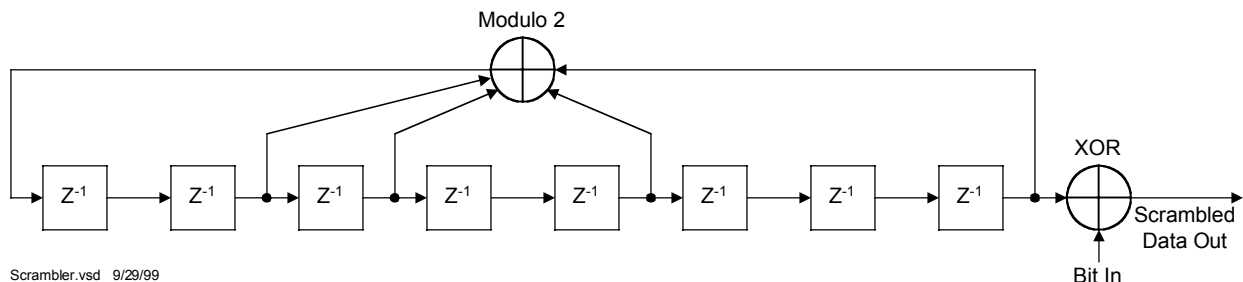 Modulo 2
Z-1 Z-1 Z-1 Z-1 Z-1 Z-1 Z-1 Z-1
XOR
Scrambled
Data Out
Bit In
Scrambler.vsd 9/29/99